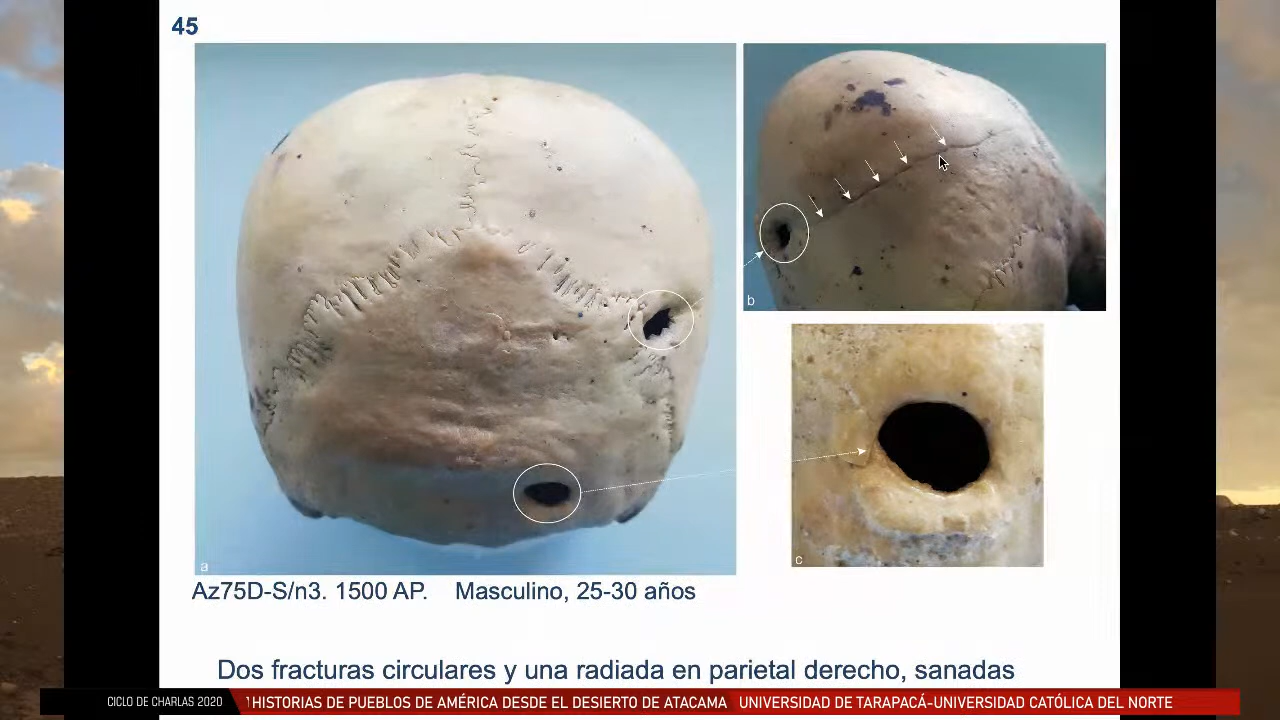 45
a
b
c
Az75D-S/n3. 1500 AP. Masculino, 25-30 años
Dos fracturas circulares y una radiada en parietal derecho, sanadas
CICLO DE CHARLAS 2020
HISTORIAS DE PUEBLOS DE AMÉRICA DESDE EL DESIERTO DE ATACAMA
UNIVERSIDAD DE TARAPACÁ-UNIVERSIDAD CATÓLICA DEL NORTE